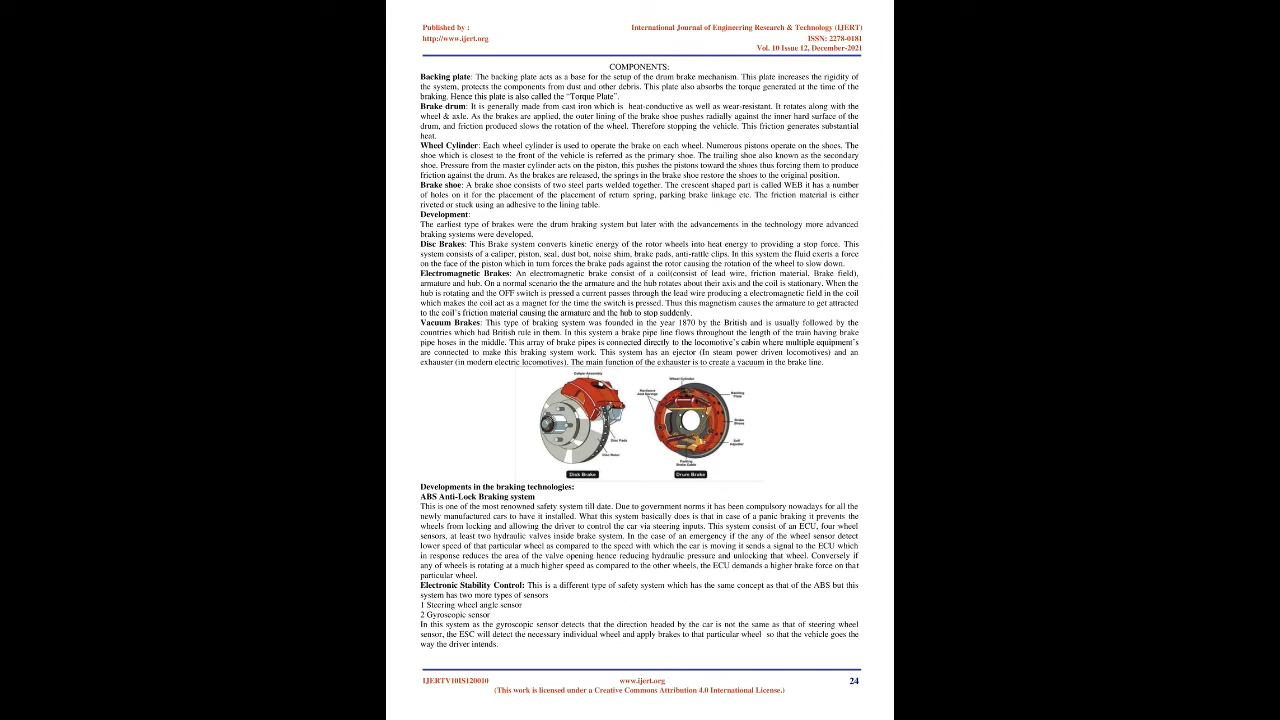 Published by :
International Journal of Engineering Research & Technology (IJERT)
http://www.ijert.org
ISSN: 2278-0181
Vol. 10 Issue 12, December-2021
COMPONENTS:
Backing plate: The backing plate acts as a base for the setup of the drum brake mechanism. This plate increases the rigidity of
the system, protects the components from dust and other debris. This plate also absorbs the torque generated at the time of the
braking. Hence this plate is also called the “Torque Plate”.
Brake drum: It is generally made from cast iron which is heat-conductive as well as wear-resistant. It rotates along with the
wheel & axle. As the brakes are applied, the outer lining of the brake shoe pushes radially against the inner hard surface of the
drum, and friction produced slows the rotation of the wheel. Therefore stopping the vehicle. This friction generates substantial
heat.
Wheel Cylinder: Each wheel cylinder is used to operate the brake on each wheel. Numerous pistons operate on the shoes. The
shoe which is closest to the front of the vehicle is referred as the primary shoe. The trailing shoe also known as the secondary
shoe. Pressure from the master cylinder acts on the piston, this pushes the pistons toward the shoes thus forcing them to produce
friction against the drum. As the brakes are released, the springs in the brake shoe restore the shoes to the original position.
Brake shoe: A brake shoe consists of two steel parts welded together. The crescent shaped part is called WEB it has a number
of holes on it for the placement of the placement of return spring, parking brake linkage etc. The friction material is either
riveted or stuck using an adhesive to the lining table.
Development:
The earliest type of brakes were the drum braking system but later with the advancements in the technology more advanced
braking systems were developed.
Disc Brakes: This Brake system converts kinetic energy of the rotor wheels into heat energy to providing a stop force. This
system consists of a caliper, piston, seal, dust bot, noise shim, brake pads, anti-rattle clips. In this system the fluid exerts a force
on the face of the piston which in turn forces the brake pads against the rotor causing the rotation of the wheel to slow down.
Electromagnetic Brakes: An electromagnetic brake consist of a coil(consist of lead wire, friction material, Brake field),
armature and hub. On a normal scenario the the armature and the hub rotates about their axis and the coil is stationary. When the
hub is rotating and the OFF switch is pressed a current passes through the lead wire producing a electromagnetic field in the coil
which makes the coil act as a magnet for the time the switch is pressed. Thus this magnetism causes the armature to get attracted
to the coil’s friction material causing the armature and the hub to stop suddenly.
Vacuum Brakes: This type of braking system was founded in the year 1870 by the British and is usually followed by the
countries which had British rule in them. In this system a brake pipe line flows throughout the length of the train having brake
pipe hoses in the middle. This array of brake pipes is connected directly to the locomotive’s cabin where multiple equipment’s
are connected to make this braking system work. This system has an ejector (In steam power driven locomotives) and an
exhauster (in modern electric locomotives). The main function of the exhauster is to create a vacuum in the brake line.
Caliper Assembly
Disc Pads
Disc Rotor
Disk Brake
Wheel Cylinder
Hardware
And Springs
Backing
Plate
Brake
Shoes
Self
Adjuster
Parking
Brake Cable
Drum Brake
Developments in the braking technologies:
ABS Anti-Lock Braking system
This is one of the most renowned safety system till date. Due to government norms it has been compulsory nowadays for all the
newly manufactured cars to have it installed. What this system basically does is that in case of a panic braking it prevents the
wheels from locking and allowing the driver to control the car via steering inputs. This system consist of an ECU, four wheel
sensors, at least two hydraulic valves inside brake system. In the case of an emergency if the any of the wheel sensor detect
lower speed of that particular wheel as compared to the speed with which the car is moving it sends a signal to the ECU which
in response reduces the area of the valve opening hence reducing hydraulic pressure and unlocking that wheel. Conversely if
any of wheels is rotating at a much higher speed as compared to the other wheels, the ECU demands a higher brake force on that
particular wheel.
Electronic Stability Control: This is a different type of safety system which has the same concept as that of the ABS but this
system has two more types of sensors
1 Steering wheel angle sensor
2 Gyroscopic sensor
In this system as the gyroscopic sensor detects that the direction headed by the car is not the same as that of steering wheel
sensor, the ESC will detect the necessary individual wheel and apply brakes to that particular wheel so that the vehicle goes the
way the driver intends.
IJERTV10IS120010
www.ijert.org
24
(This work is licensed under a Creative Commons Attribution 4.0 International License.)